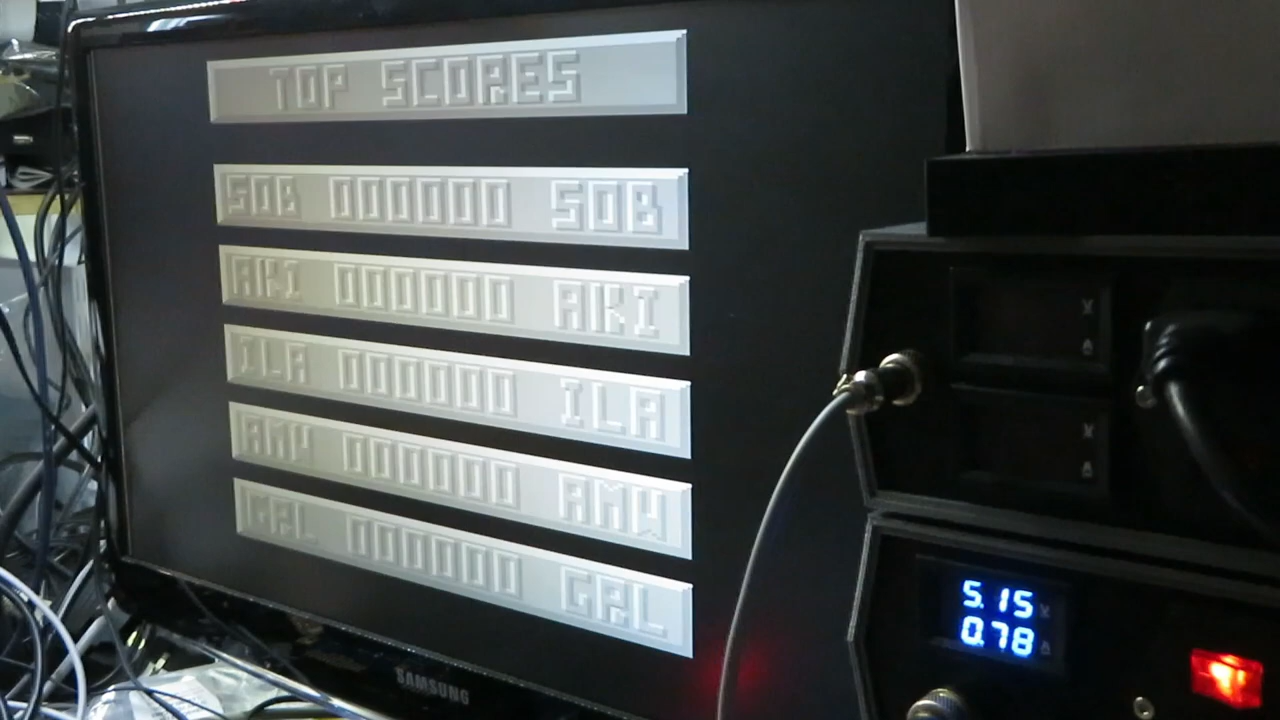 TOP SCORES
SOB 000000 SOB
AKI 000000 AKI
ILA 000000 ILA
AMW 000000 AMW
GAL 000000 GAL
SAMSUNG
V
A
V
A
5.15 V
0.78 A